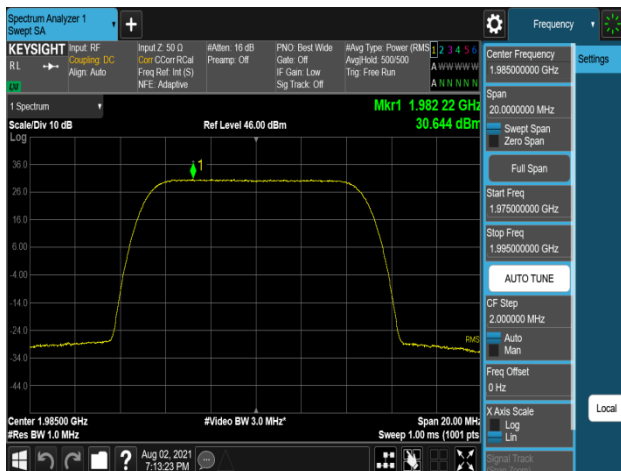 Spectrum Analyzer 1
Swept SA
Frequency
KEYSIGHT
RL
LXI
Input: RF
Coupling: DC
Align: Auto
Input Z: 50 Ω
Corr CCorr RCal
Freq Ref: Int (S)
NFE: Adaptive
#Atten: 16 dB
Preamp: Off
PNO: Best Wide
Gate: Off
IF Gain: Low
Sig Track: Off
#Avg Type: Power (RMS
Avg|Hold: 500/500
Trig: Free Run
1 2 3 4 5 6
A W W W W W
A N N N N N
1 Spectrum
Scale/Div 10 dB
Log
Ref Level 46.00 dBm
Mkr1 1.982 22 GHz
30.644 dBm
36.0
26.0
16.0
6.00
-4.00
-14.0
-24.0
-34.0
-44.0
1
RMS
Center 1.98500 GHz
#Res BW 1.0 MHz
#Video BW 3.0 MHz*
Span 20.00 MHz
Sweep 1.00 ms (1001 pts
Aug 02, 2021
7:13:23 PM
Center Frequency
1.985000000 GHz
Span
20.0000000 MHz
Swept Span
Zero Span
Full Span
Start Freq
1.975000000 GHz
Stop Freq
1.995000000 GHz
AUTO TUNE
CF Step
2.000000 MHz
Auto
Man
Freq Offset
0 Hz
X Axis Scale
Log
Lin
Signal Track
(Span Zoom)
Settings
Local